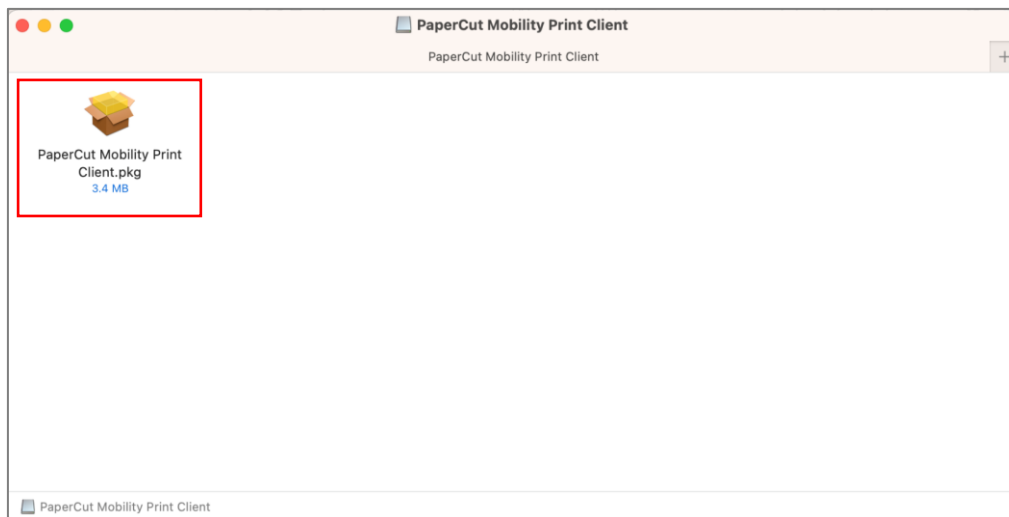 PaperCut Mobility Print Client
PaperCut Mobility Print Client
+
PaperCut Mobility Print
Client.pkg
3.4 MB
PaperCut Mobility Print Client